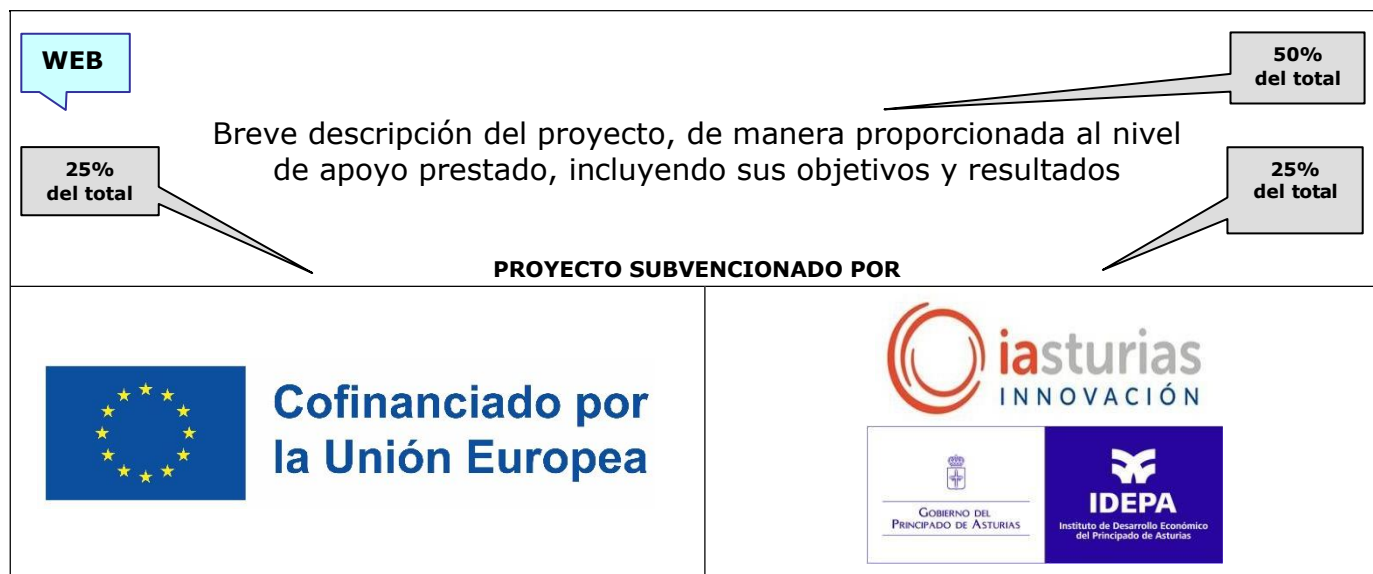 WEB
50%
del total
Breve descripción del proyecto, de manera proporcionada al nivel
de apoyo prestado, incluyendo sus objetivos y resultados
25%
del total
25%
del total
PROYECTO SUBVENCIONADO POR
Cofinanciado por
la Unión Europea
iasturias
INNOVACIÓN
GOBIERNO DEL
PRINCIPADO DE ASTURIAS
IDEPA
Instituto de Desarrollo Económico
del Principado de Asturias